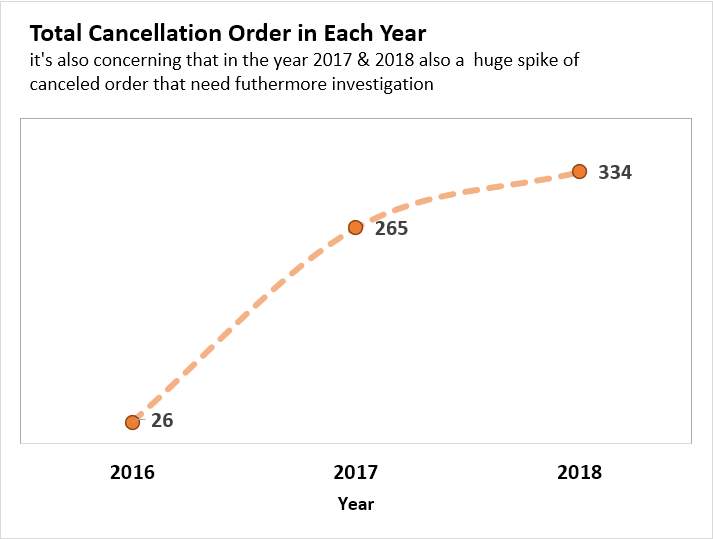 Total Cancellation Order in Each Year
it's also concerning that in the year 2017 & 2018 also a  huge spike of
canceled order that need futhermore investigation
334
265
26
2016 2017 2018
Year